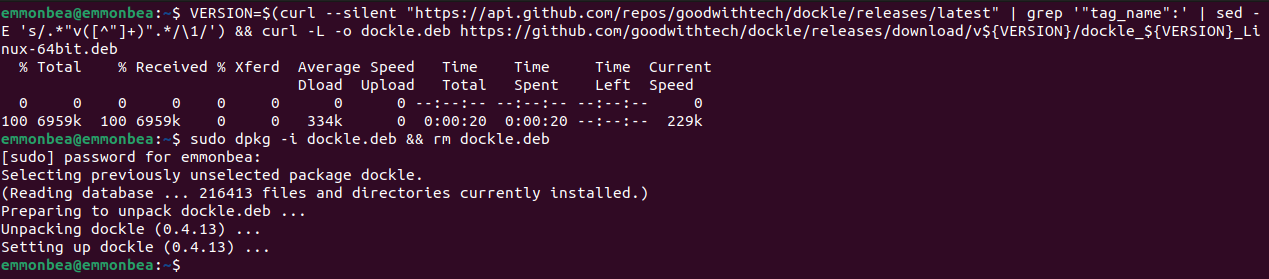 emmonbea@emmonbea:~$ VERSION=$(curl --silent "https://api.github.com/repos/goodwithtech/dockle/releases/latest" | grep '"tag_name":' | sed -
E 's/.*"v([^"]+)".*/\1/') && curl -L -o dockle.deb https://github.com/goodwithtech/dockle/releases/download/v${VERSION}/dockle_${VERSION}_Li
nux-64bit.deb
  % Total    % Received % Xferd  Average Speed   Time    Time     Time  Current
                                 Dload  Upload   Total   Spent    Left  Speed
  0     0    0     0    0     0      0      0 --:--:-- --:--:-- --:--:--     0
100 6959k  100 6959k    0     0   334k      0  0:00:20  0:00:20 --:--:--  229k
emmonbea@emmonbea:~$ sudo dpkg -i dockle.deb && rm dockle.deb
[sudo] password for emmonbea:
Selecting previously unselected package dockle.
(Reading database ... 216413 files and directories currently installed.)
Preparing to unpack dockle.deb ...
Unpacking dockle (0.4.13) ...
Setting up dockle (0.4.13) ...
emmonbea@emmonbea:~$